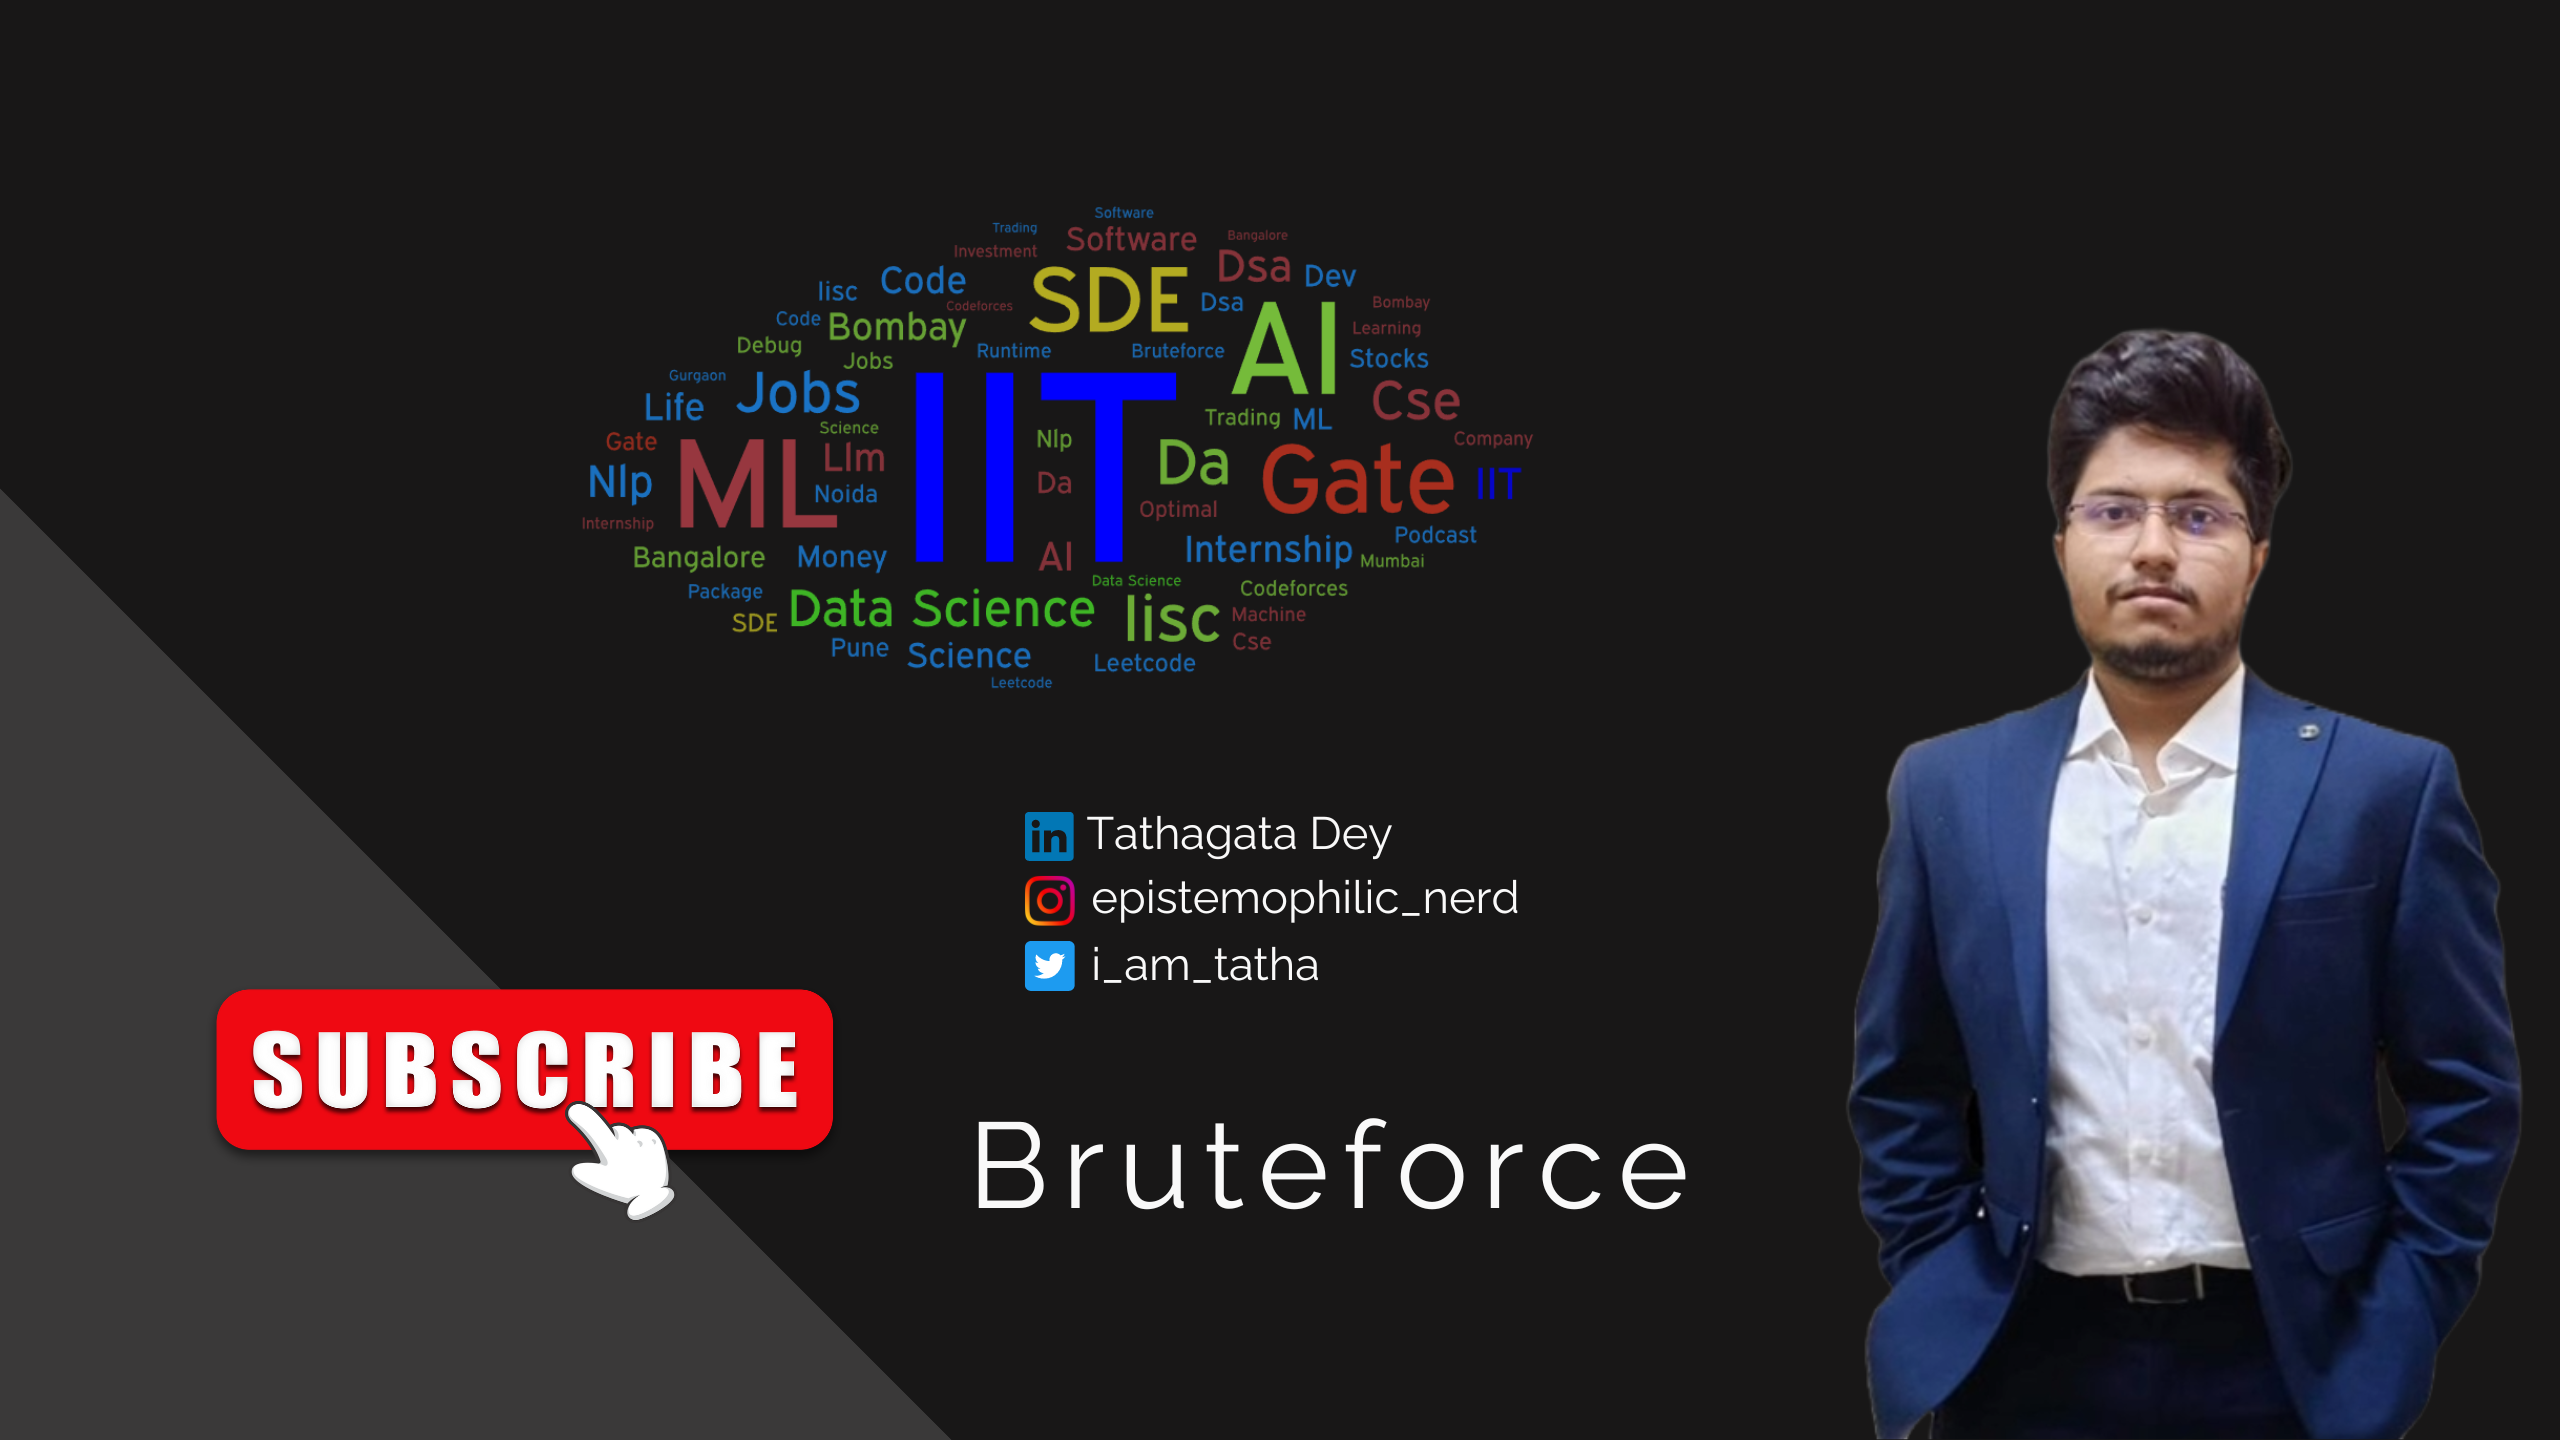 Software
Trading
Software
Bangalore
Investment
Dsa
Dev
Code
SDE
Iisc
Dsa
Codeforces
Bombay
Code
Bombay
AI
Learning
Debug
Runtime
Bruteforce
Stocks
Jobs
Gurgaon
Jobs
IIT
Cse
Life
Trading
ML
Science
Nlp
Company
Gate
Llm
Da
Gate
IIT
Nlp
ML
Noida
Da
Optimal
Internship
Podcast
Bangalore
Money
AI
Internship
Mumbai
Data Science
Codeforces
Package
Data Science
Iisc
Machine
SDE
Cse
Pune
Science
Leetcode
Leetcode
in Tathagata Dey
epistemophilic_nerd
i_am_tatha
SUBSCRIBE
Bruteforce